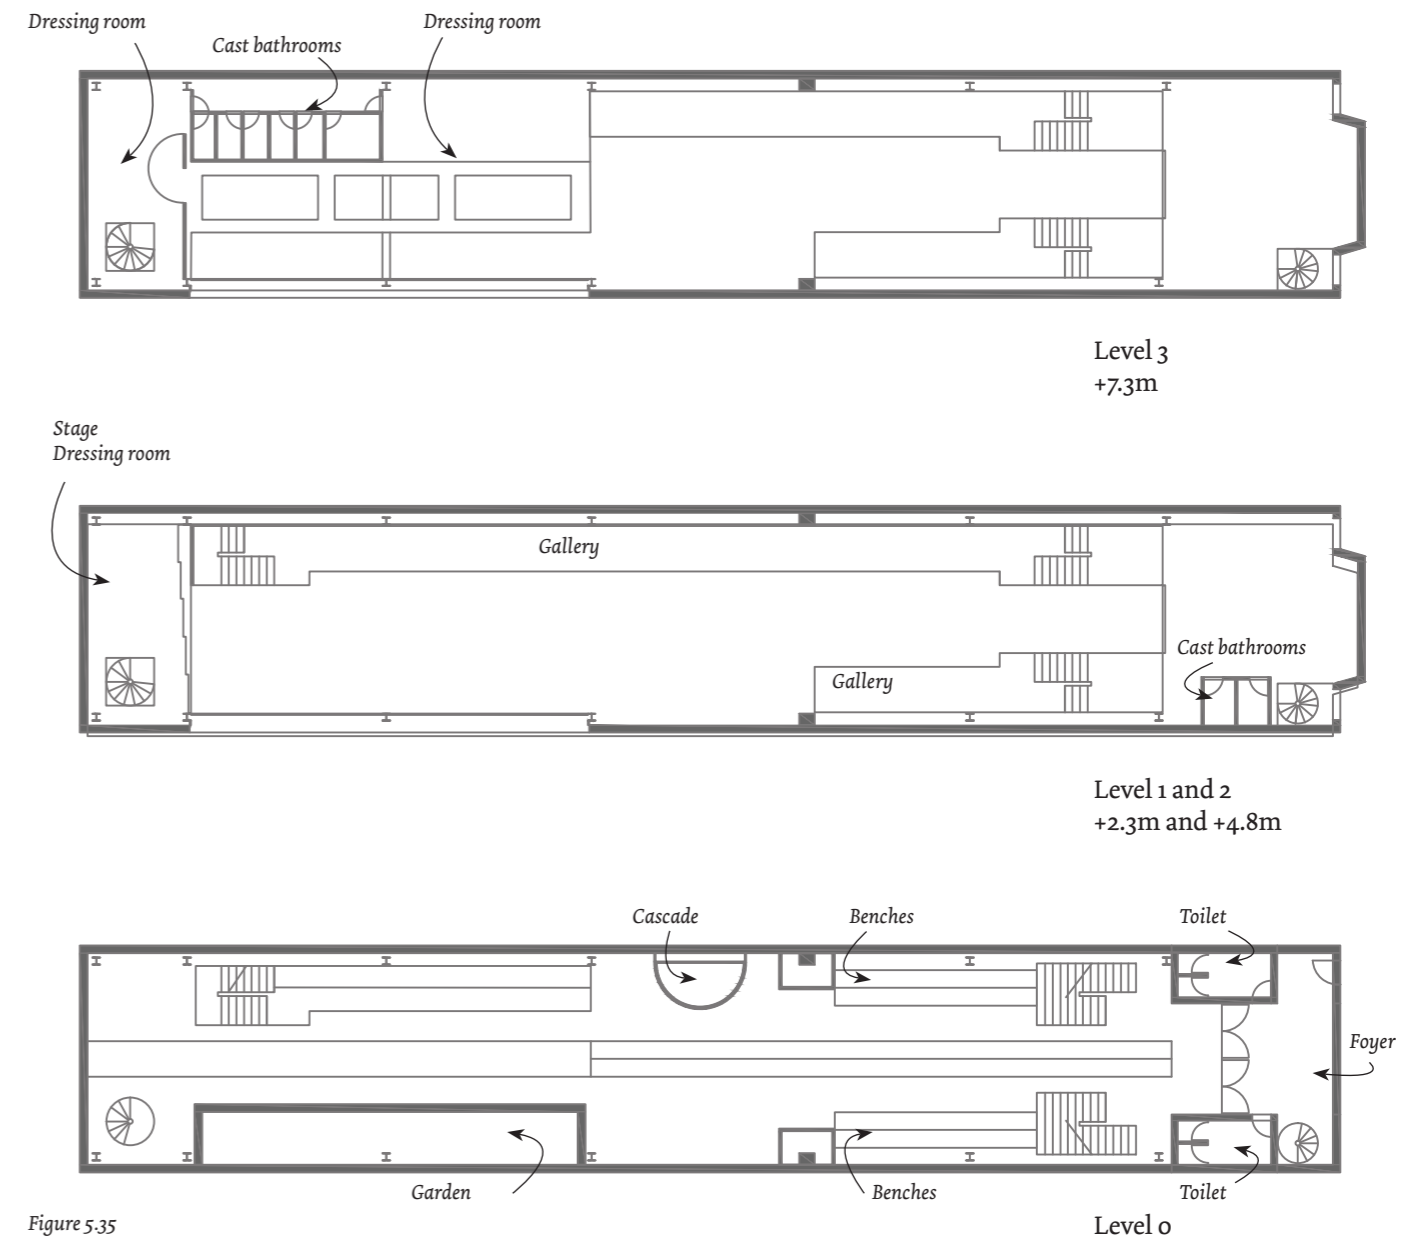 Dressing room
Dressing room
Cast bathrooms
Level 3
+7.3m
Stage
Dressing room
Gallery
Cast bathrooms
Gallery
Level 1 and 2
+2.3m and +4.8m
Cascade
Benches
Toilet
Foyer
Garden
Benches
Toilet
Figure 5.35
Level 0